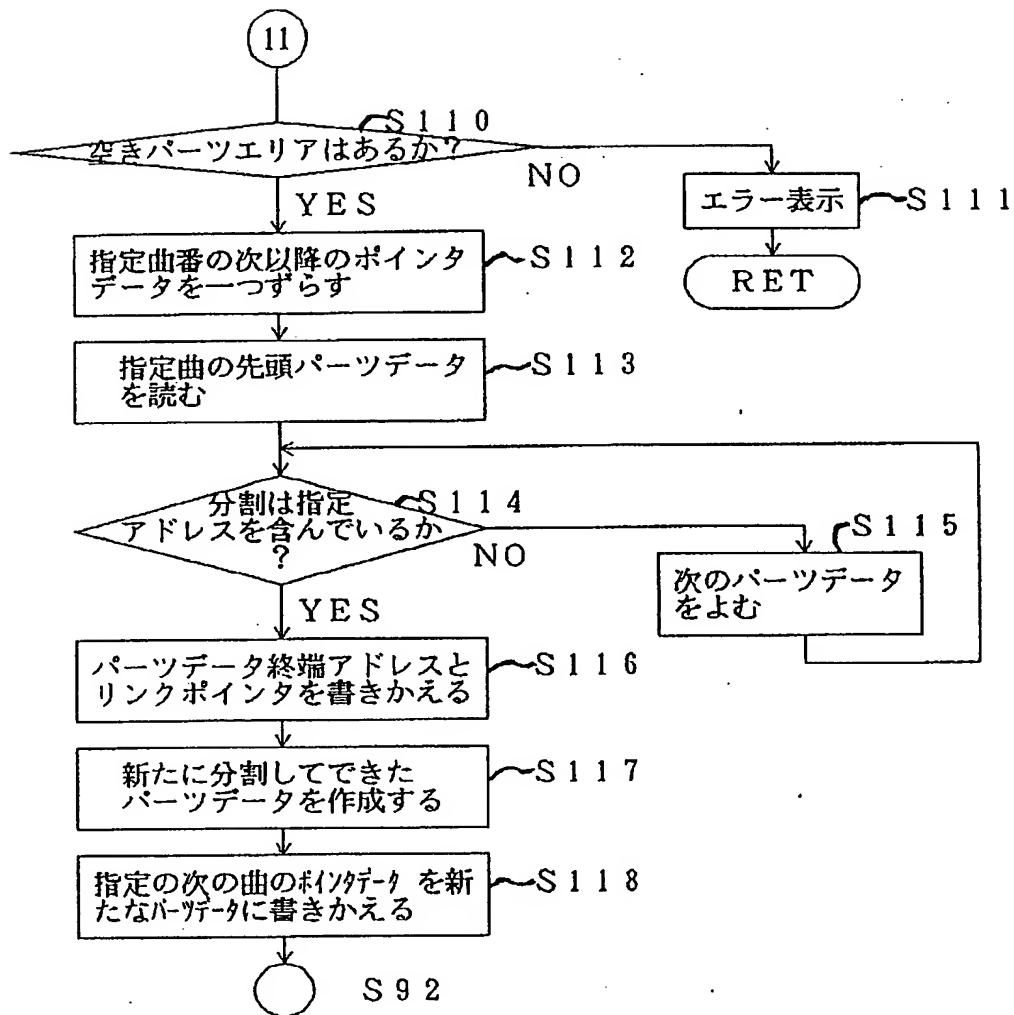 11
S110
空きパーツエリアはあるか?
NO
YES
エラー表示
S111
RET
指定曲番の次以降のポインタ
データを一つずらす
S112
指定曲の先頭パーツデータ
を読む
S113
分割は指定
アドレスを含んでいるか
?
S114
NO
YES
S115
次のパーツデータ
をよむ
パーツデータ終端アドレスと
リンクポインタを書きかえる
S116
新たに分割してできた
パーツデータを作成する
S117
指定の次の曲のポインタデータ を新
たなパーツデータに書きかえる
S118
S92